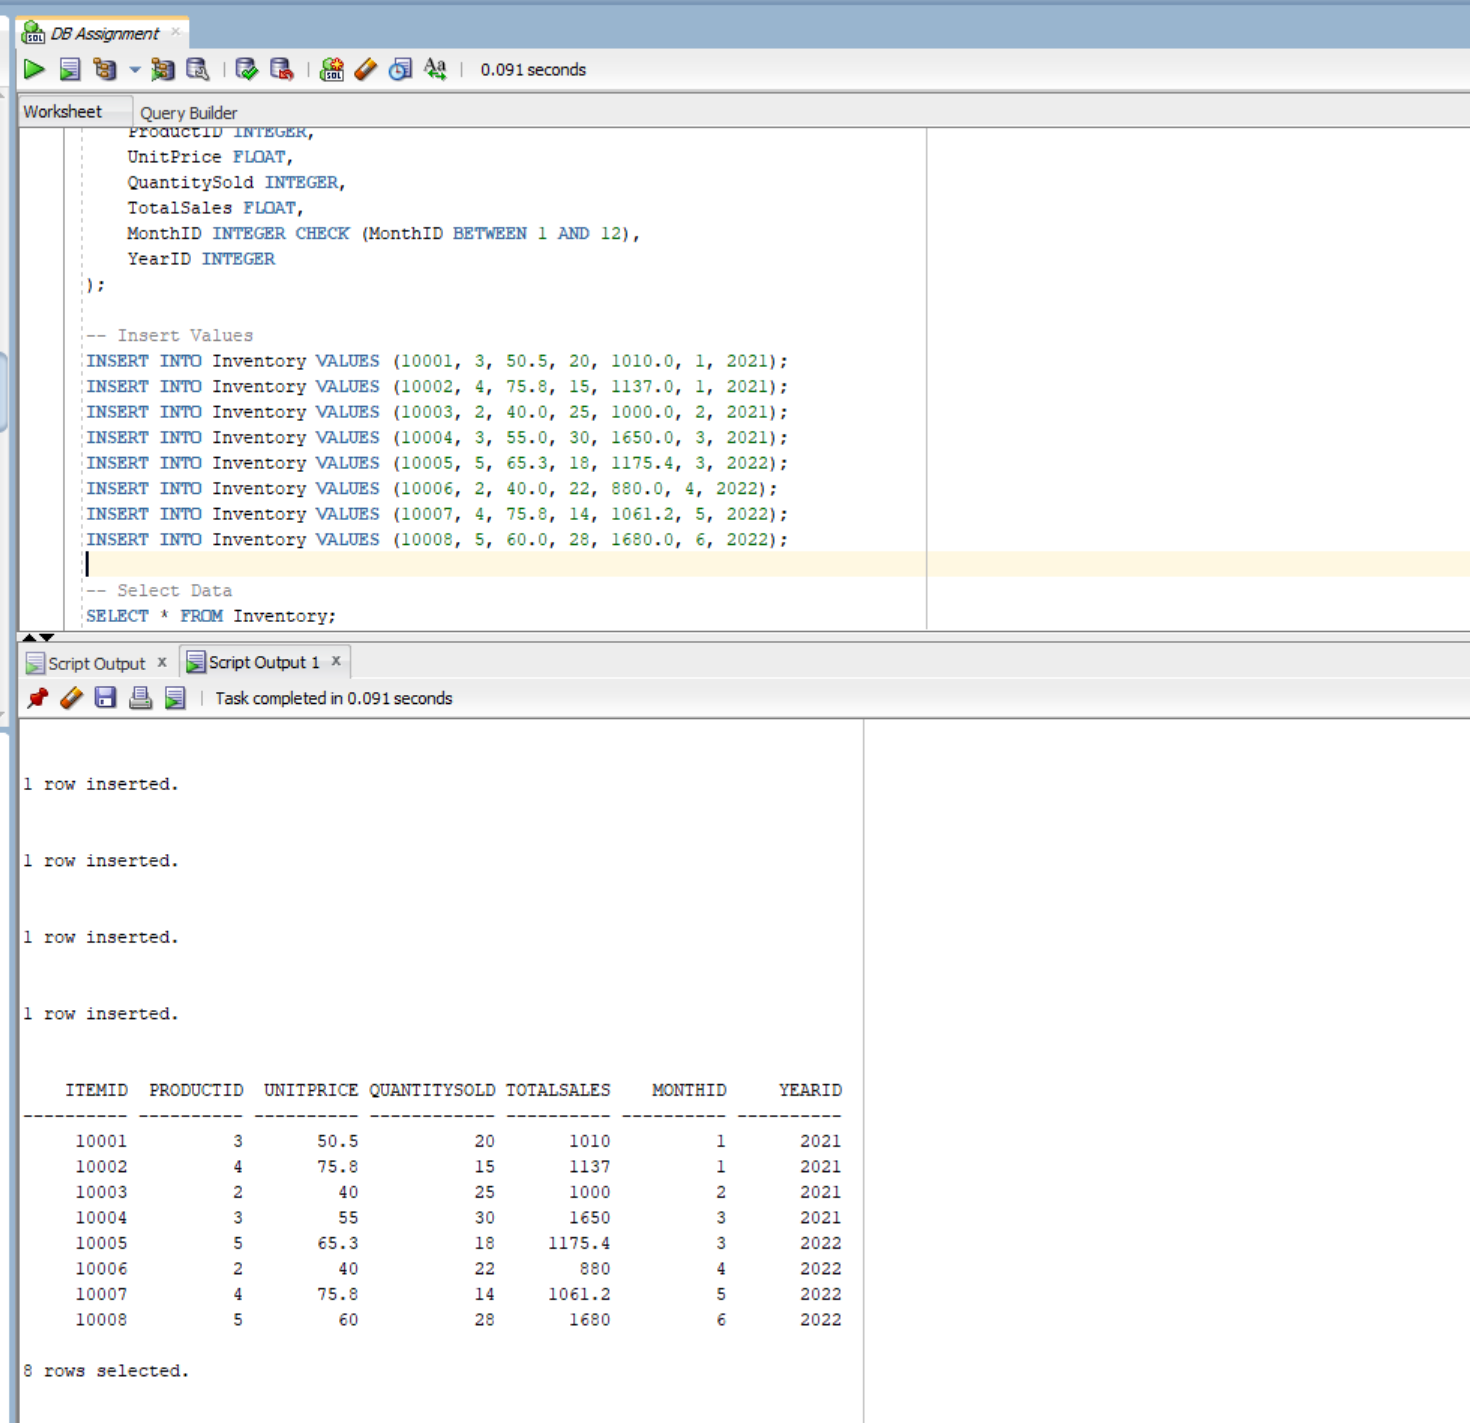 DB Assignment
0.091 seconds
Worksheet Query Builder
ProductID INTEGER,
UnitPrice FLOAT,
QuantitySold INTEGER,
TotalSales FLOAT,
MonthID INTEGER CHECK (MonthID BETWEEN 1 AND 12),
YearID INTEGER
);
-- Insert Values
INSERT INTO Inventory VALUES (10001, 3, 50.5, 20, 1010.0, 1, 2021);
INSERT INTO Inventory VALUES (10002, 4, 75.8, 15, 1137.0, 1, 2021);
INSERT INTO Inventory VALUES (10003, 2, 40.0, 25, 1000.0, 2, 2021);
INSERT INTO Inventory VALUES (10004, 3, 55.0, 30, 1650.0, 3, 2021);
INSERT INTO Inventory VALUES (10005, 5, 65.3, 18, 1175.4, 3, 2022);
INSERT INTO Inventory VALUES (10006, 2, 40.0, 22, 880.0, 4, 2022);
INSERT INTO Inventory VALUES (10007, 4, 75.8, 14, 1061.2, 5, 2022);
INSERT INTO Inventory VALUES (10008, 5, 60.0, 28, 1680.0, 6, 2022);
-- Select Data
SELECT * FROM Inventory;
Script Output x Script Output 1 x
Task completed in 0.091 seconds
1 row inserted.
1 row inserted.
1 row inserted.
1 row inserted.
ITEMID PRODUCTID UNITPRICE QUANTITYSOLD TOTALSALES MONTHID YEARID
---------- ---------- ---------- ------------ ---------- ---------- ----------
10001 3 50.5 20 1010 1 2021
10002 4 75.8 15 1137 1 2021
10003 2 40 25 1000 2 2021
10004 3 55 30 1650 3 2021
10005 5 65.3 18 1175.4 3 2022
10006 2 40 22 880 4 2022
10007 4 75.8 14 1061.2 5 2022
10008 5 60 28 1680 6 2022
8 rows selected.